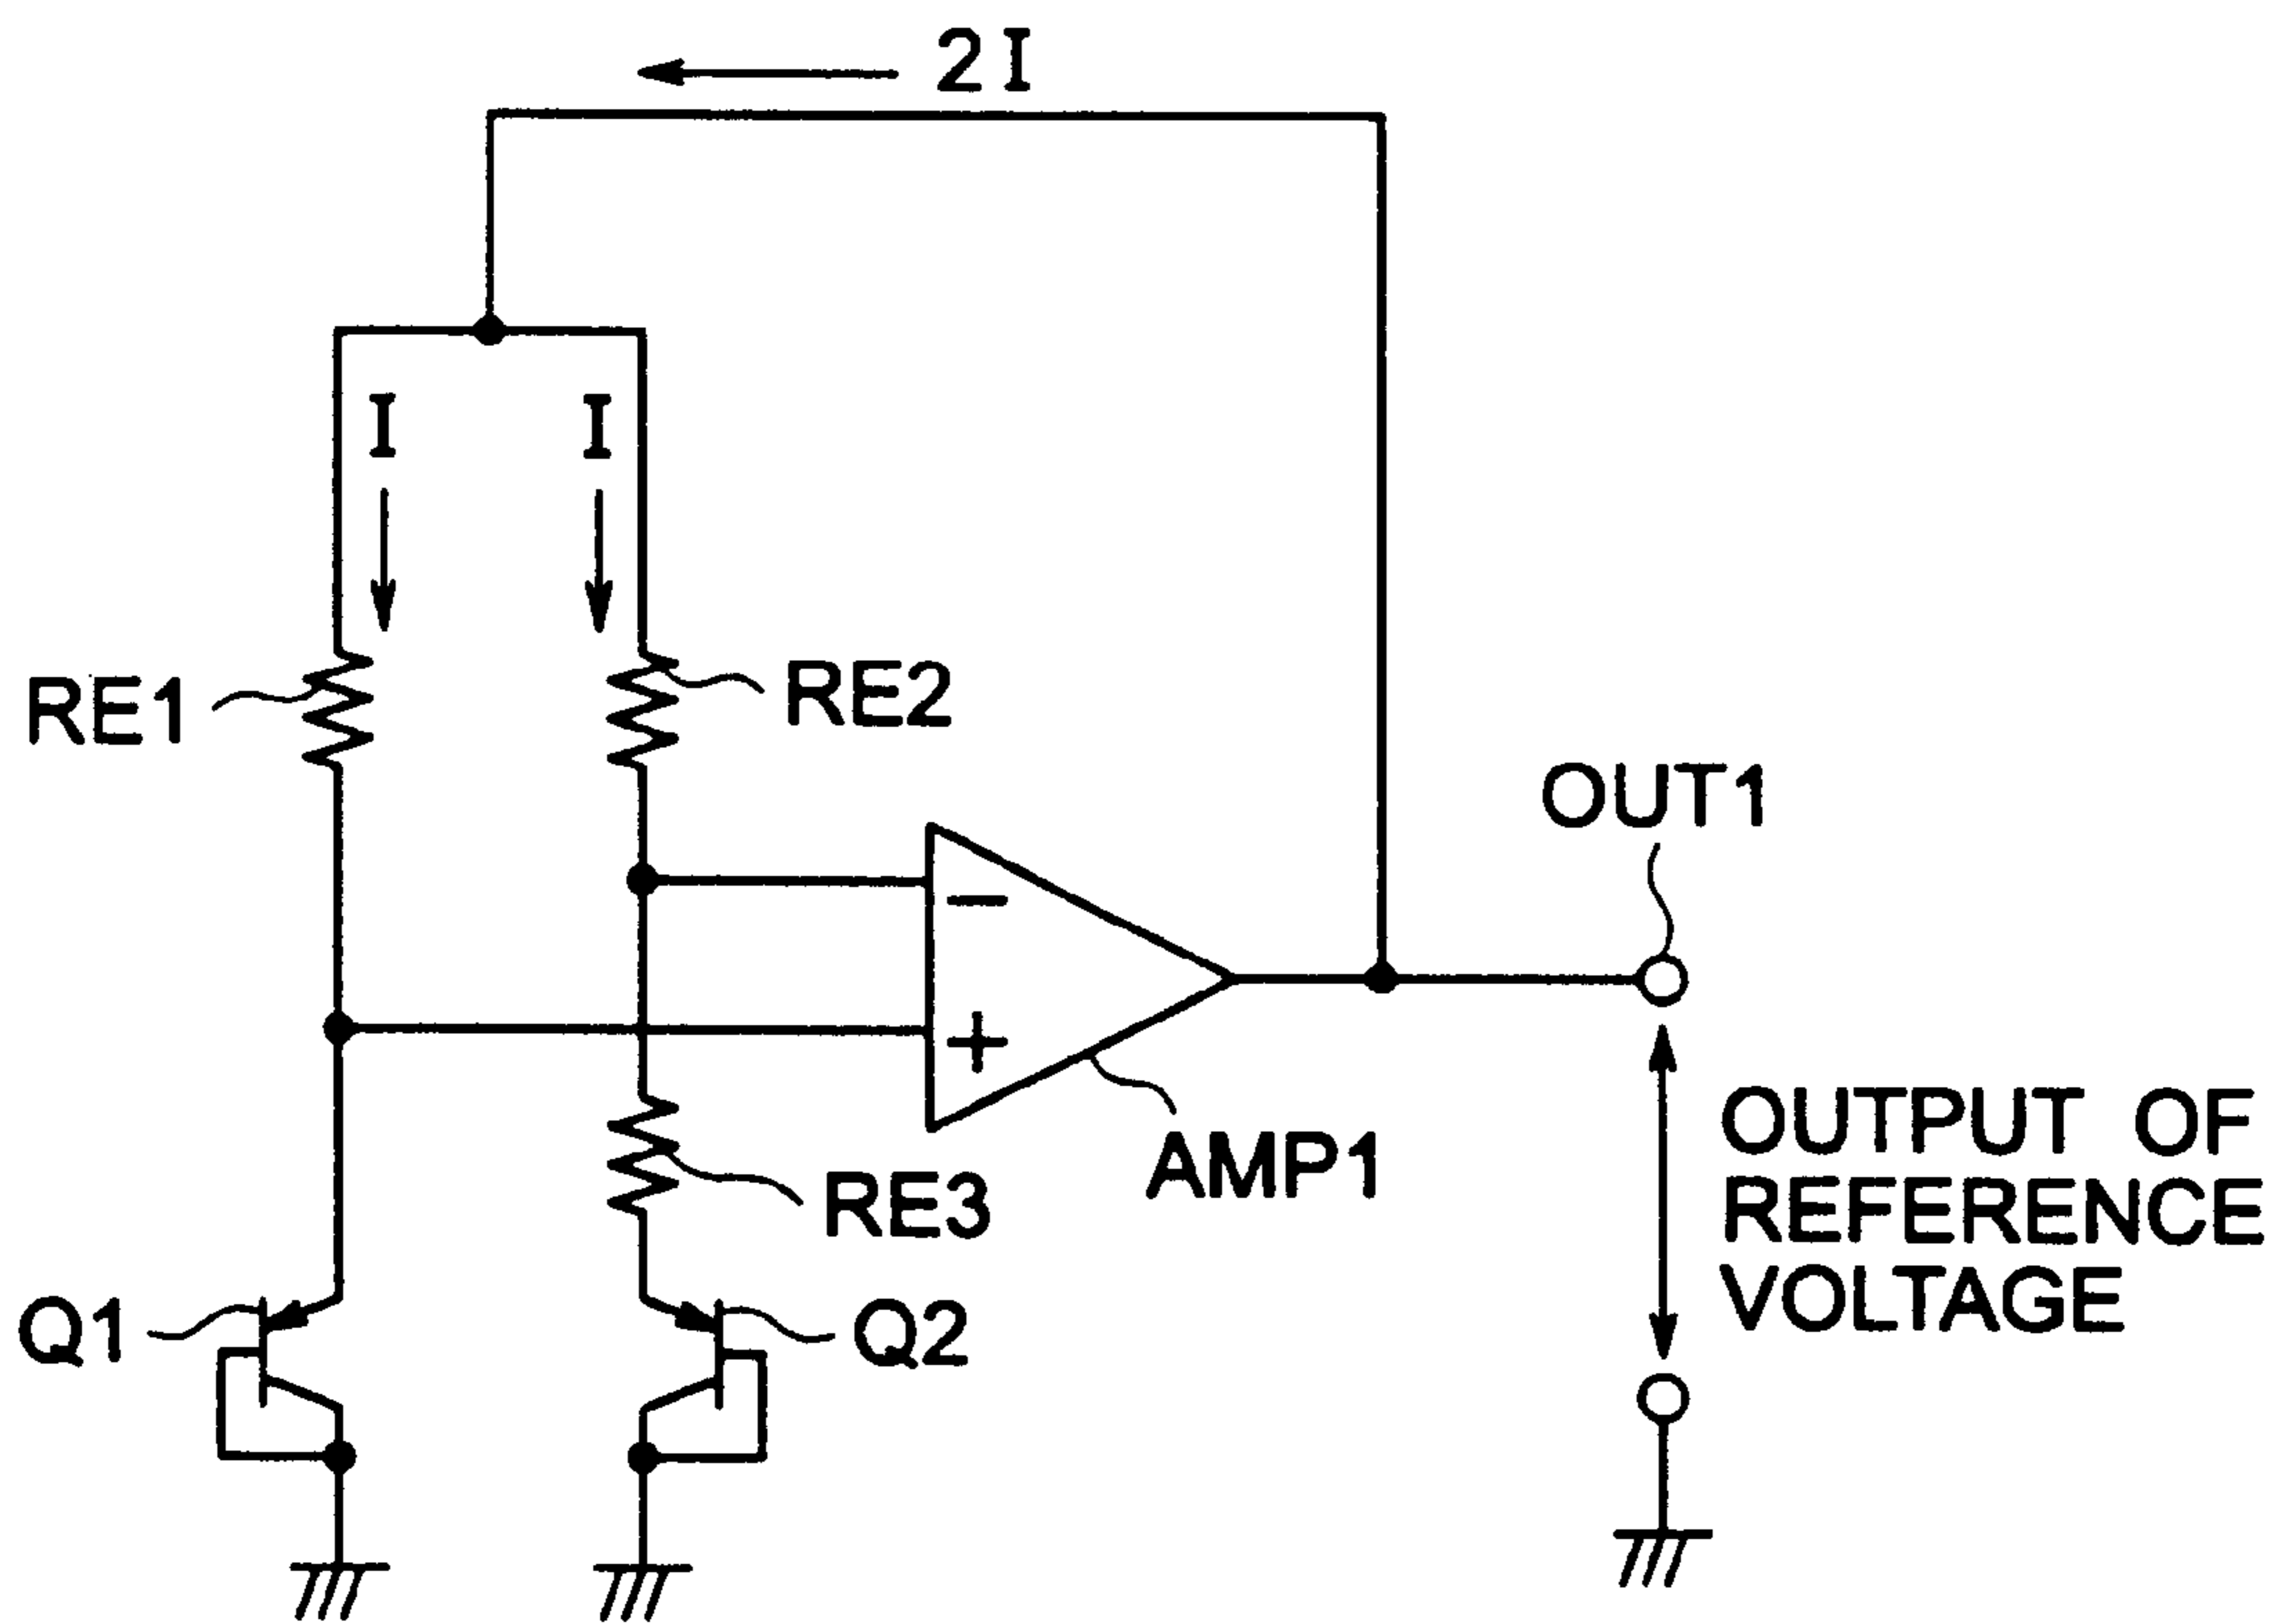 2I
I
I
RE1
RE2
OUT1
−
+
AMP1
RE3
OUTPUT OF
REFERENCE
VOLTAGE
Q1
Q2